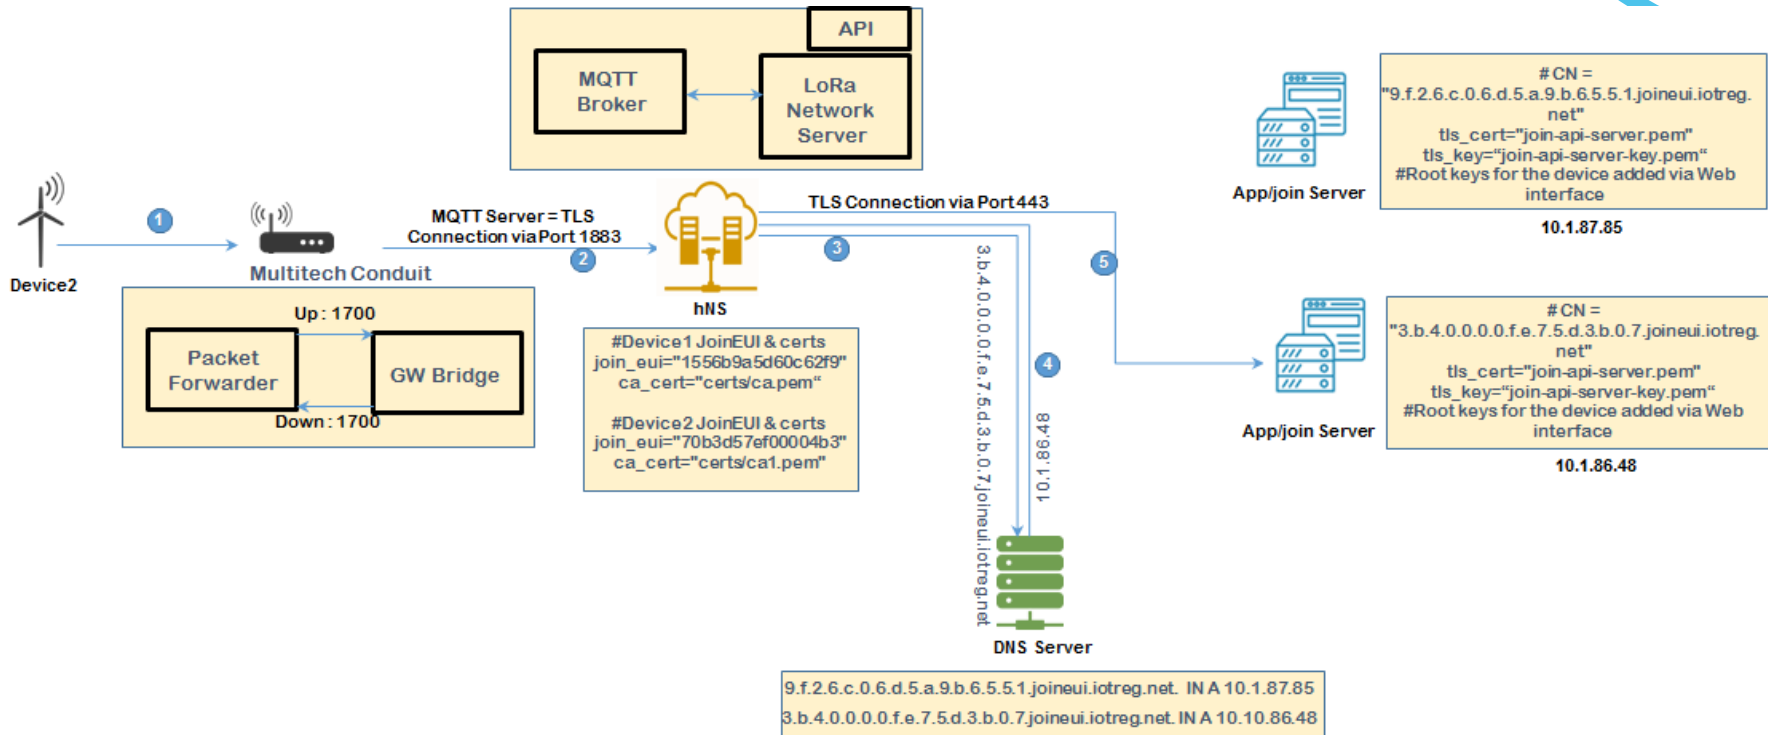 API
MQTT
Broker
LoRa
Network
Server
# CN =
"9.f.2.6.c.0.6.d.5.a.9.b.6.5.5.1.joineui.iotreg.
net"
tls_cert="join-api-server.pem"
tls_key=“join-api-server-key.pem“
#Root keys for the device added via Web
interface
10.1.87.85
App/join Server
1
Device2
Multitech Conduit
MQTT Server = TLS
Connection via Port 1883
2
hNS
TLS Connection via Port 443
3
Up : 1700
Packet
Forwarder
GW Bridge
Down : 1700
#Device1 JoinEUI & certs
join_eui="1556b9a5d60c62f9"
ca_cert="certs/ca.pem“
#Device2 JoinEUI & certs
join_eui="70b3d57ef00004b3"
ca_cert="certs/ca1.pem"
3.b.4.0.0.0.0.f.e.7.5.d.3.b.0.7.joineui.iotreg.net
4
10.1.86.48
5
App/join Server
# CN =
"3.b.4.0.0.0.0.f.e.7.5.d.3.b.0.7.joineui.iotreg.
net"
tls_cert="join-api-server.pem"
tls_key=“join-api-server-key.pem“
#Root keys for the device added via Web
interface
10.1.86.48
DNS Server
9.f.2.6.c.0.6.d.5.a.9.b.6.5.5.1.joineui.iotreg.net. IN A 10.1.87.85
3.b.4.0.0.0.0.f.e.7.5.d.3.b.0.7.joineui.iotreg.net. IN A 10.10.86.48